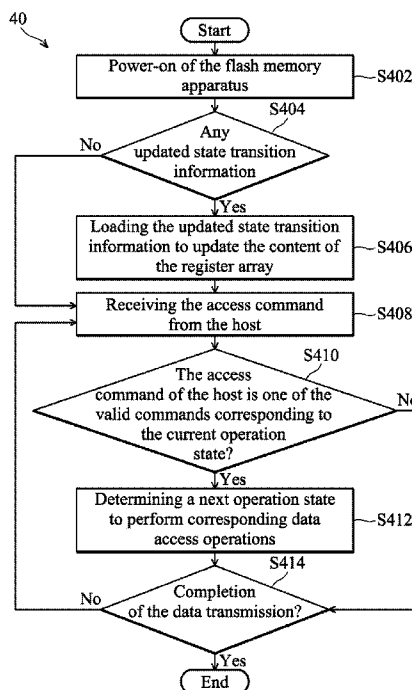 40
Start
Power-on of the flash memory
apparatus
S402
S404
Any
updated state transition
information
No
Yes
Loading the updated state transition
information to update the content of
the register array
S406
Receiving the access command
from the host
S408
S410
The access
command of the host is one of the
valid commands corresponding to
the current operation
state?
No
Yes
Determining a next operation state
to perform corresponding data
access operations
S412
S414
Completion
of the data transmission?
No
Yes
End